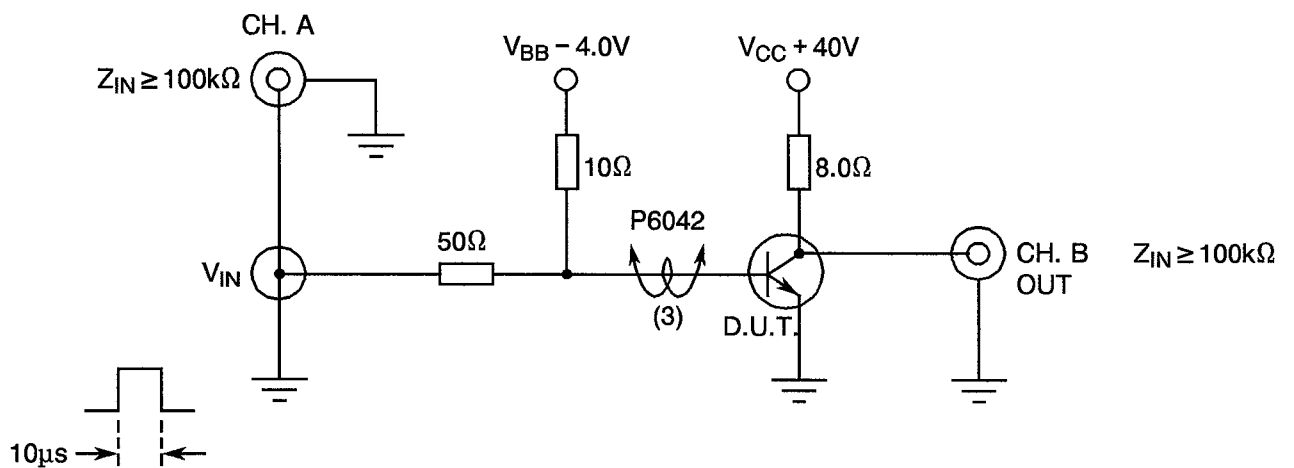 CH. A
Z_IN ≥ 100kΩ
V_BB – 4.0V
V_CC + 40V
10Ω
8.0Ω
P6042
50Ω
V_IN
(3)
D.U.T.
CH. B
OUT
Z_IN ≥ 100kΩ
10µs